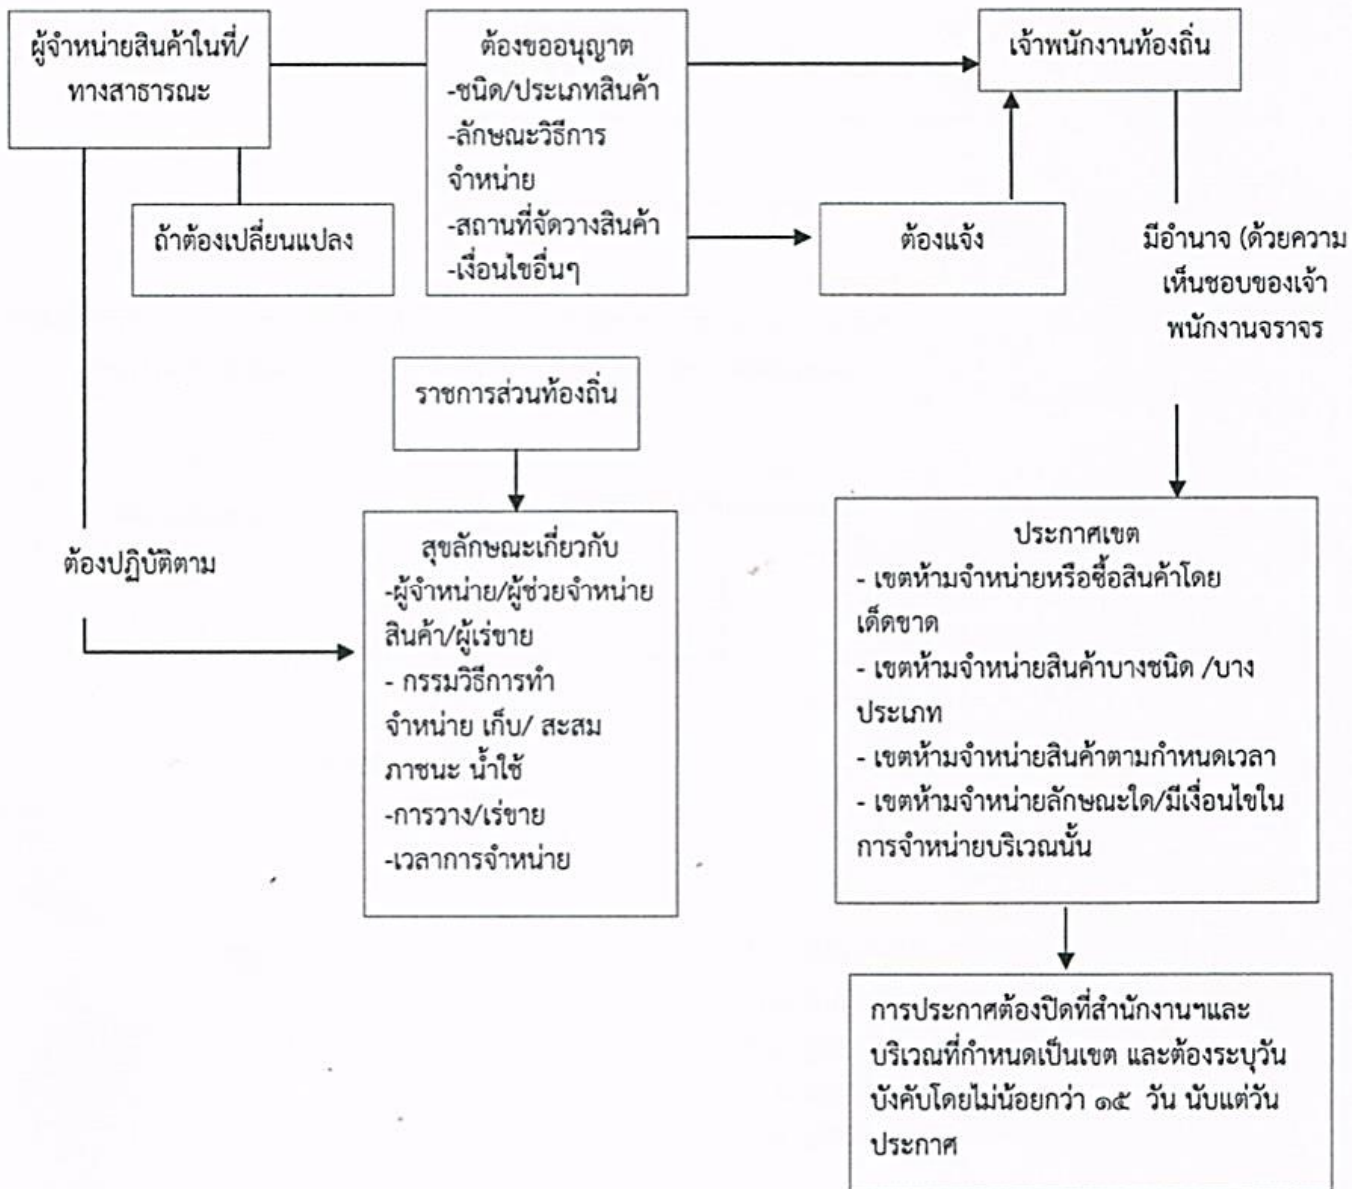 ผู้จำหน่ายสินค้าในที่/
ทางสาธารณะ
ต้องขออนุญาต
-ชนิด/ประเภทสินค้า
-ลักษณะวิธีการ
จำหน่าย
-สถานที่จัดวางสินค้า
-เงื่อนไขอื่นๆ
เจ้าพนักงานท้องถิ่น
ถ้าต้องเปลี่ยนแปลง
ต้องแจ้ง
มีอำนาจ (ด้วยความ
เห็นชอบของเจ้า
พนักงานจราจร
ราชการส่วนท้องถิ่น
ต้องปฏิบัติตาม
สุขลักษณะเกี่ยวกับ
-ผู้จำหน่าย/ผู้ช่วยจำหน่าย
สินค้า/ผู้เร่ขาย
- กรรมวิธีการทำ
จำหน่าย เก็บ/ สะสม
ภาชนะ น้ำใช้
-การวาง/เร่ขาย
-เวลาการจำหน่าย
ประกาศเขต
- เขตห้ามจำหน่ายหรือซื้อสินค้าโดย
เด็ดขาด
- เขตห้ามจำหน่ายสินค้าบางชนิด /บาง
ประเภท
- เขตห้ามจำหน่ายสินค้าตามกำหนดเวลา
- เขตห้ามจำหน่ายลักษณะใด/มีเงื่อนไขใน
การจำหน่ายบริเวณนั้น
การประกาศต้องปิดที่สำนักงานฯและ
บริเวณที่กำหนดเป็นเขต และต้องระบุวัน
บังคับโดยไม่น้อยกว่า ๑๕ วัน นับแต่วัน
ประกาศ